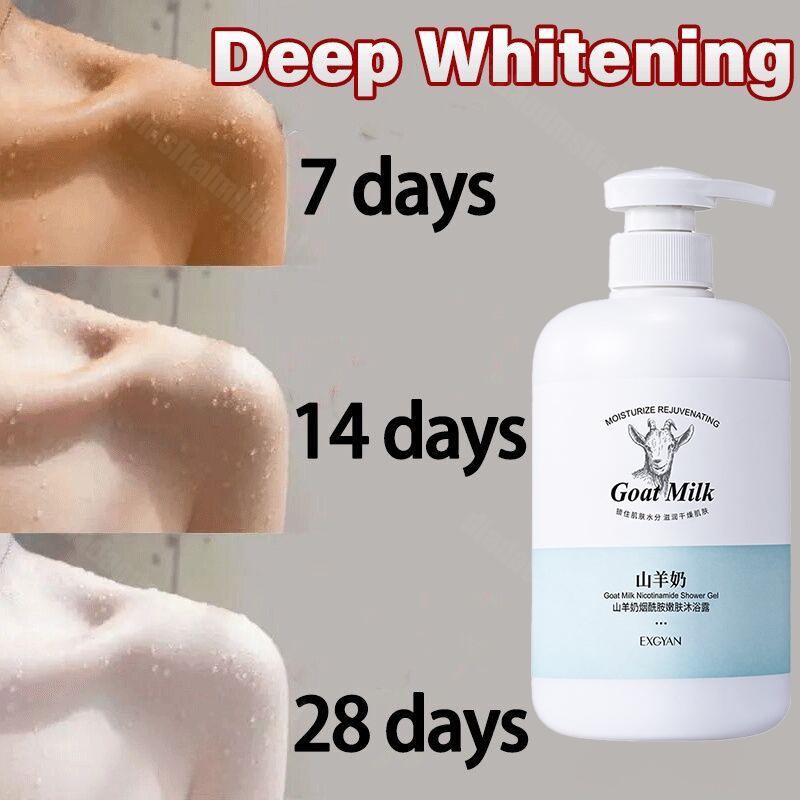 Deep Whitening
7 days
14 days
28 days
MOISTURIZE REJUVENATING
Goat Milk
锁住肌肤水分 滋润干燥肌肤
山羊奶
Goat Milk Nicotinamide Shower Gel
山羊奶烟酰胺嫩肤沐浴露
EXGYAN